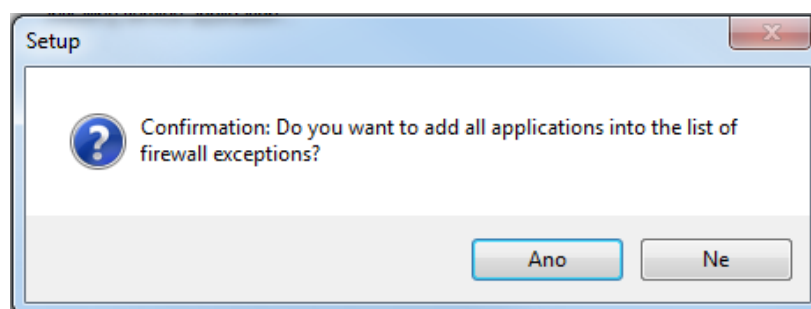 Setup
Confirmation: Do you want to add all applications into the list of
firewall exceptions?
Ano
Ne